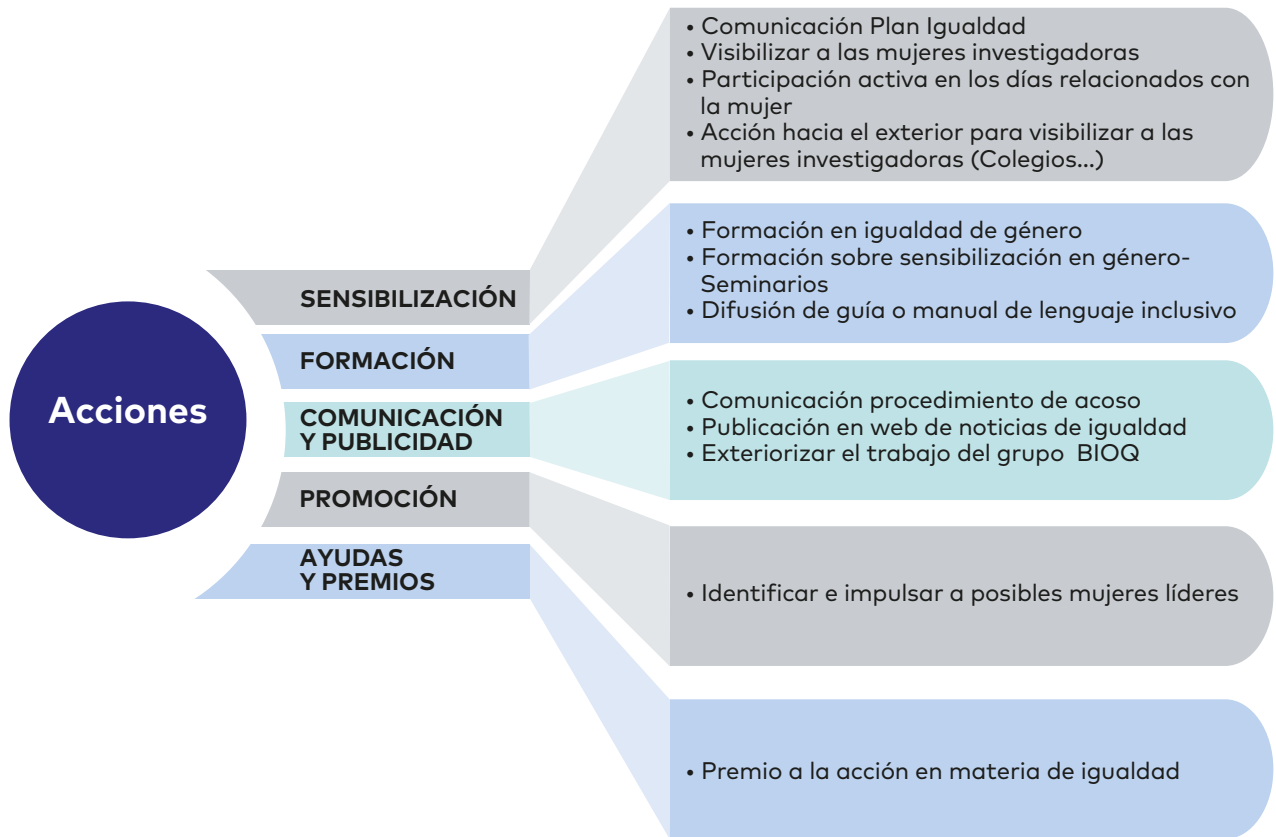 Acciones
SENSIBILIZACIÓN
• Comunicación Plan Igualdad
• Visibilizar a las mujeres investigadoras
• Participación activa en los días relacionados con
la mujer
• Acción hacia el exterior para visibilizar a las
mujeres investigadoras (Colegios...)
FORMACIÓN
• Formación en igualdad de género
• Formación sobre sensibilización en género-
Seminarios
• Difusión de guía o manual de lenguaje inclusivo
COMUNICACIÓN
Y PUBLICIDAD
• Comunicación procedimiento de acoso
• Publicación en web de noticias de igualdad
• Exteriorizar el trabajo del grupo BIOQ
PROMOCIÓN
• Identificar e impulsar a posibles mujeres líderes
AYUDAS
Y PREMIOS
• Premio a la acción en materia de igualdad